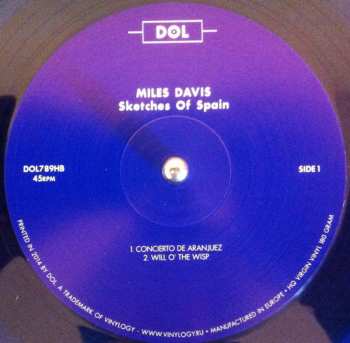 DOL
MILES DAVIS
Sketches Of Spain
DOL789HB
45RPM
SIDE 1
1. CONCIERTO DE ARANJUEZ
2. WILL O' THE WISP
PRINTED IN 2016 BY DOL, A TRADEMARK OF VINYLOGY - WWW.VINYLOGY.RU • MANUFACTURED IN EUROPE • HQ VIRGIN VINYL 180 GRAM